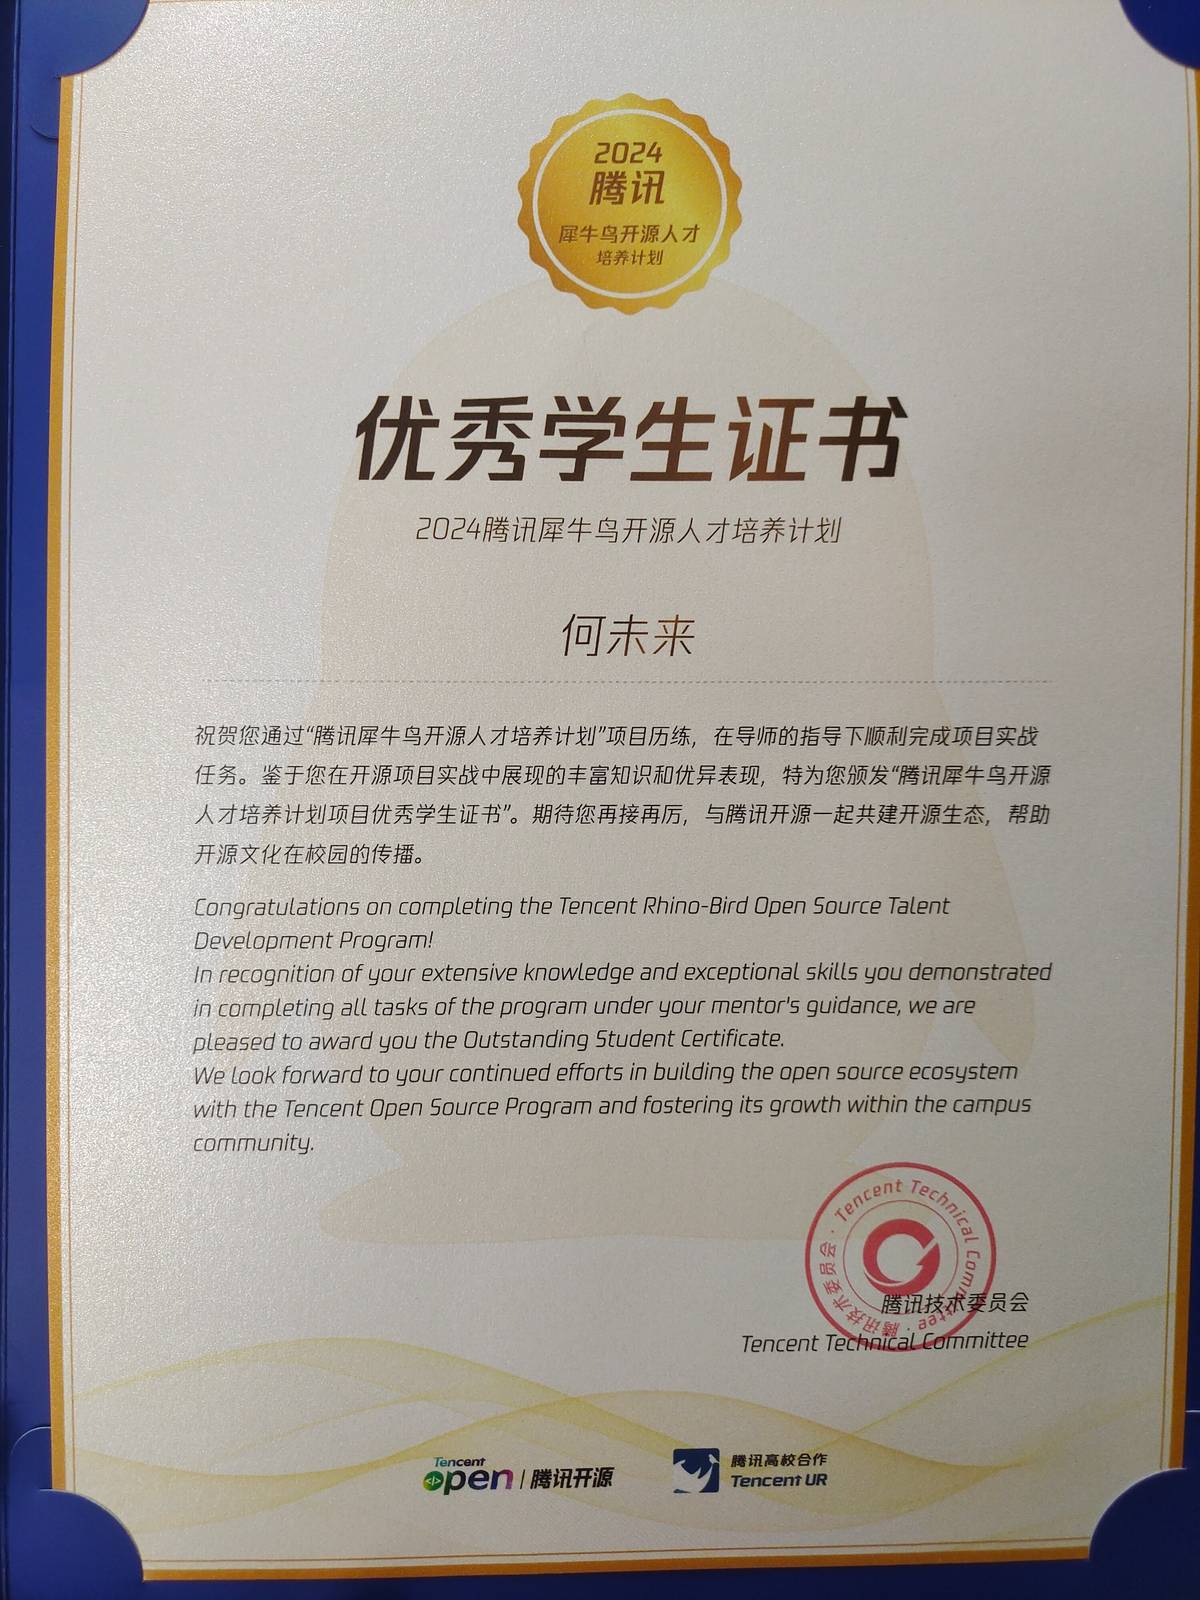 2024
腾讯
犀牛鸟开源人才
培养计划
优秀学生证书
2024腾讯犀牛鸟开源人才培养计划
何未来
祝贺您通过“腾讯犀牛鸟开源人才培养计划”项目历练，在导师的指导下顺利完成项目实战
任务。鉴于您在开源项目实战中展现的丰富知识和优异表现，特为您颁发“腾讯犀牛鸟开源
人才培养计划项目优秀学生证书”。期待您再接再厉，与腾讯开源一起共建开源生态，帮助
开源文化在校园的传播。
Congratulations on completing the Tencent Rhino-Bird Open Source Talent
Development Program!
In recognition of your extensive knowledge and exceptional skills you demonstrated
in completing all tasks of the program under your mentor's guidance, we are
pleased to award you the Outstanding Student Certificate.
We look forward to your continued efforts in building the open source ecosystem
with the Tencent Open Source Program and fostering its growth within the campus
community.
腾讯技术委员会 · Tencent Technical Committee ·
腾讯技术委员会
Tencent Technical Committee
Tencent
Open | 腾讯开源
腾讯高校合作
Tencent UR